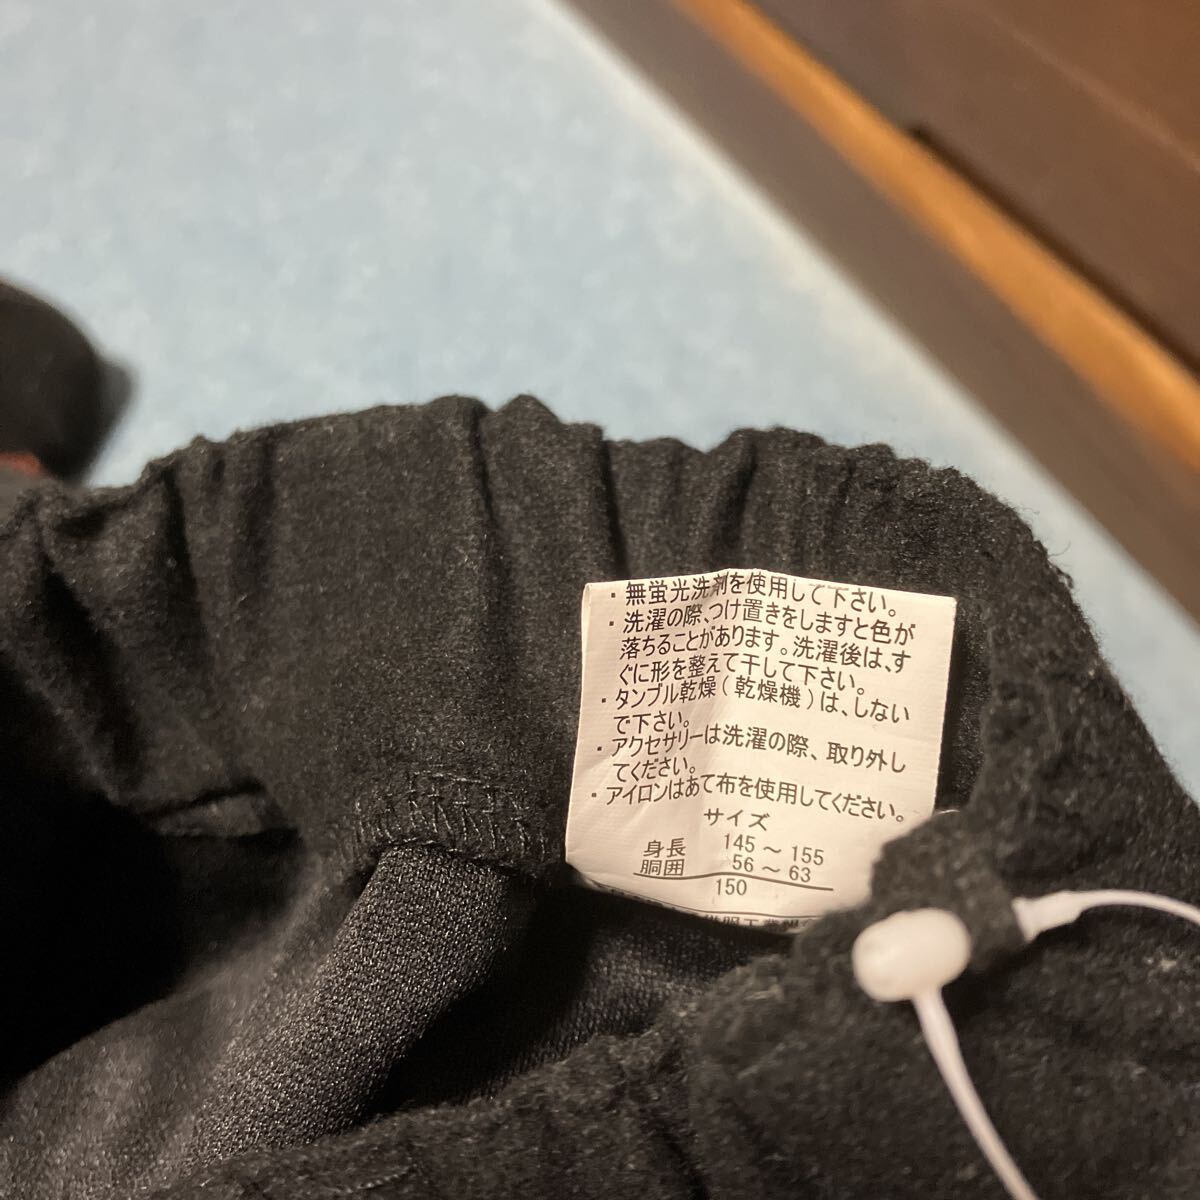 ・無蛍光洗剤を使用して下さい。
・洗濯の際、つけ置きをしますと色が
落ちることがあります。洗濯後は、す
ぐに形を整えて干して下さい。
・タンブル乾燥(乾燥機)は、しない
で下さい。
・アクセサリーは洗濯の際、取り外し
てください。
・アイロンはあて布を使用してください。
サイズ
身長 145～155
胴囲 56～63
150